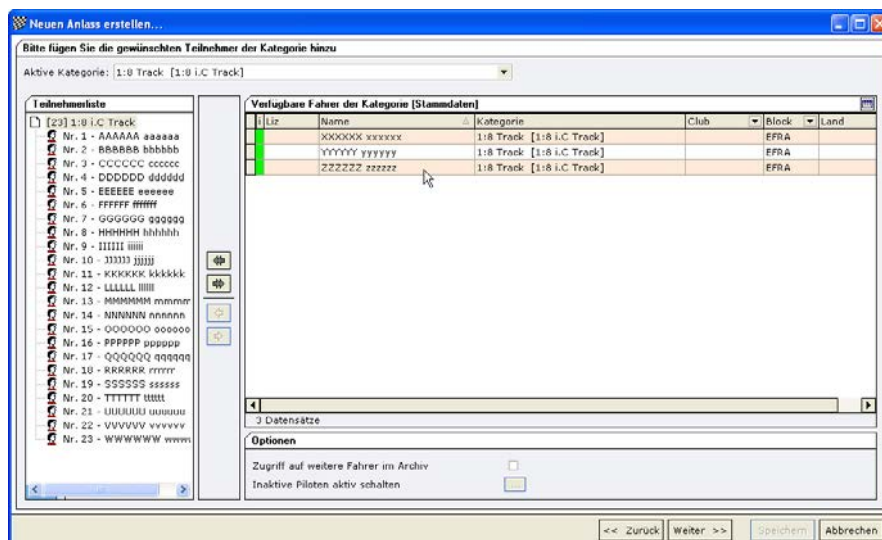 Neuen Anlass erstellen...
Bitte fügen Sie die gewünschten Teilnehmer der Kategorie hinzu
Aktive Kategorie: 1:8 Track [1:8 i.C Track]
Teilnehmerliste
[23] 1:8 i.C Track
Nr. 1 - AAAAAA aaaaaa
Nr. 2 - BBBBBB bbbbbb
Nr. 3 - CCCCCC cccccc
Nr. 4 - DDDDDD dddddd
Nr. 5 - EEEEEE eeeeee
Nr. 6 - FFFFFF ffffff
Nr. 7 - GGGGGG gggggg
Nr. 8 - HHHHHH hhhhhh
Nr. 9 - IIIIII iiiiii
Nr. 10 - JJJJJJ jjjjjj
Nr. 11 - KKKKKK kkkkkk
Nr. 12 - LLLLLL llllll
Nr. 13 - MMMMMM mmmm
Nr. 14 - NNNNNN nnnnnn
Nr. 15 - OOOOOO oooooo
Nr. 16 - PPPPPP pppppp
Nr. 17 - QQQQQQ qqqqqq
Nr. 18 - RRRRRR rrrrrr
Nr. 19 - SSSSSS ssssss
Nr. 20 - TTTTTT tttttt
Nr. 21 - UUUUUU uuuuuu
Nr. 22 - VVVVVV vvvvvv
Nr. 23 - WWWWWW wwww
Verfügbare Fahrer der Kategorie [Stammdaten]
i Liz Name Kategorie Club Block Land
XXXXXX xxxxxx 1:8 Track [1:8 i.C Track] EFRA
YYYYYY yyyyyy 1:8 Track [1:8 i.C Track] EFRA
ZZZZZZ zzzzzz 1:8 Track [1:8 i.C Track] EFRA
3 Datensätze
Optionen
Zugriff auf weitere Fahrer im Archiv
Inaktive Piloten aktiv schalten
...
<< Zurück Weiter >> Speichern Abbrechen